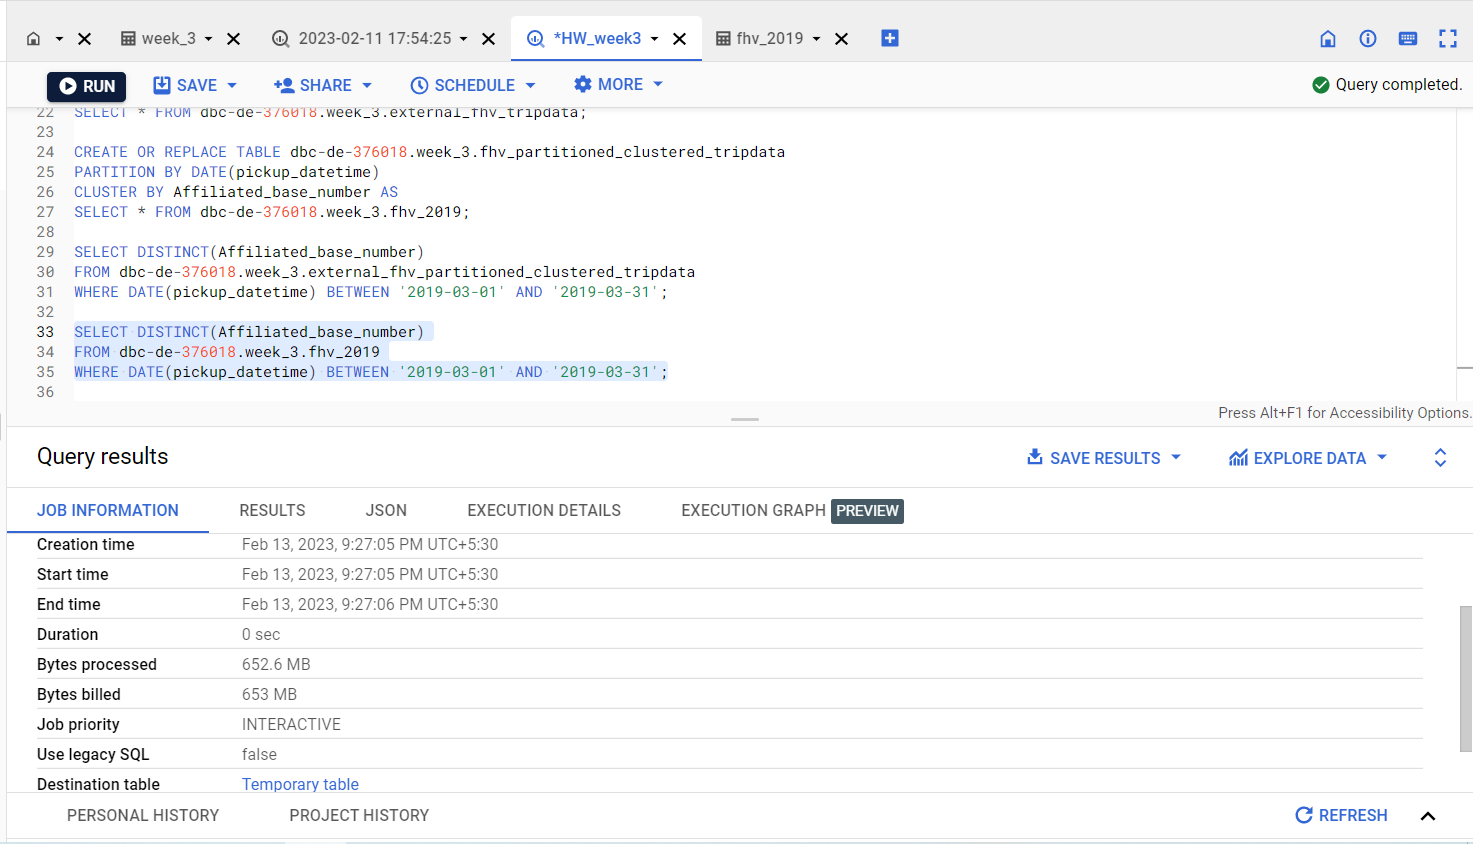 week_3 2023-02-11 17:54:25 *HW_week3 fhv_2019
RUN SAVE SHARE SCHEDULE MORE Query completed.
22 SELECT * FROM dbc-de-376018.week_3.external_fhv_tripdata;
23
24 CREATE OR REPLACE TABLE dbc-de-376018.week_3.fhv_partitioned_clustered_tripdata
25 PARTITION BY DATE(pickup_datetime)
26 CLUSTER BY Affiliated_base_number AS
27 SELECT * FROM dbc-de-376018.week_3.fhv_2019;
28
29 SELECT DISTINCT(Affiliated_base_number)
30 FROM dbc-de-376018.week_3.external_fhv_partitioned_clustered_tripdata
31 WHERE DATE(pickup_datetime) BETWEEN '2019-03-01' AND '2019-03-31';
32
33 SELECT DISTINCT(Affiliated_base_number)
34 FROM dbc-de-376018.week_3.fhv_2019
35 WHERE DATE(pickup_datetime) BETWEEN '2019-03-01' AND '2019-03-31';
36
Press Alt+F1 for Accessibility Options.
Query results SAVE RESULTS EXPLORE DATA
JOB INFORMATION RESULTS JSON EXECUTION DETAILS EXECUTION GRAPH PREVIEW
Creation time Feb 13, 2023, 9:27:05 PM UTC+5:30
Start time Feb 13, 2023, 9:27:05 PM UTC+5:30
End time Feb 13, 2023, 9:27:06 PM UTC+5:30
Duration 0 sec
Bytes processed 652.6 MB
Bytes billed 653 MB
Job priority INTERACTIVE
Use legacy SQL false
Destination table Temporary table
PERSONAL HISTORY PROJECT HISTORY REFRESH